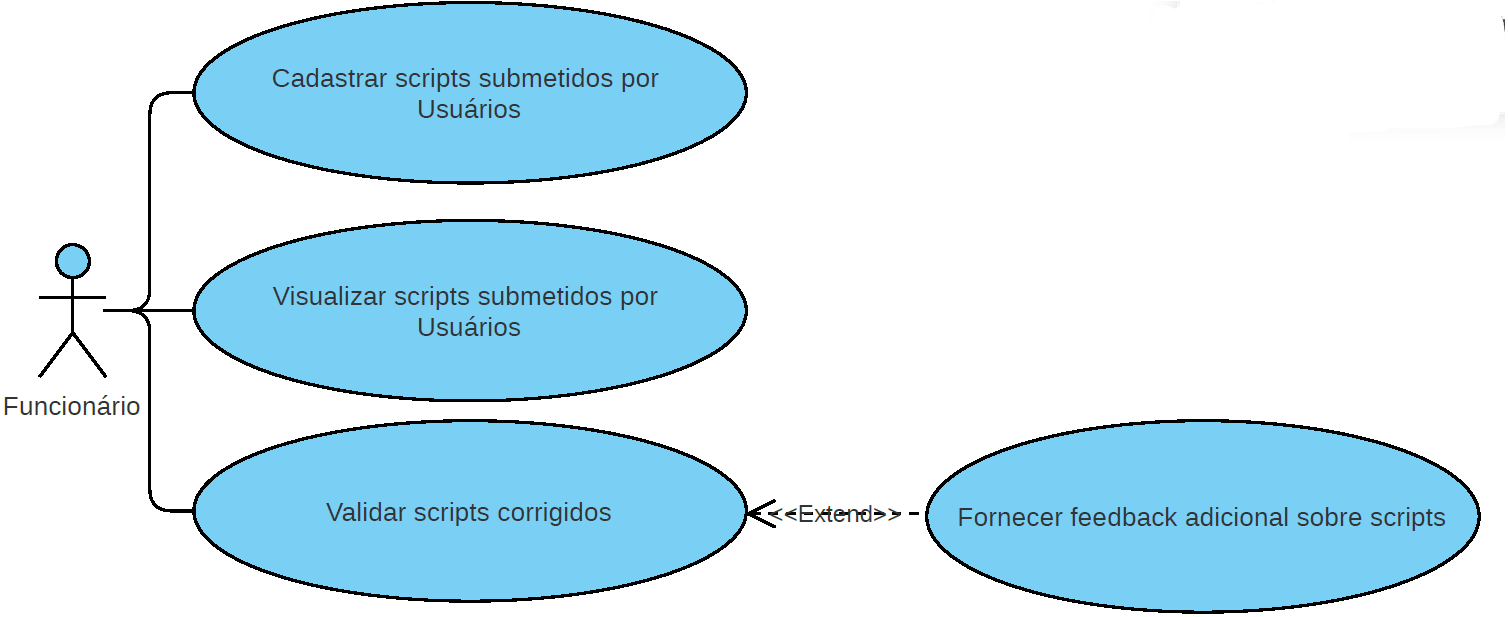 Cadastrar scripts submetidos por
Usuários
Visualizar scripts submetidos por
Usuários
Funcionário
Validar scripts corrigidos
<<Extend>>
Fornecer feedback adicional sobre scripts